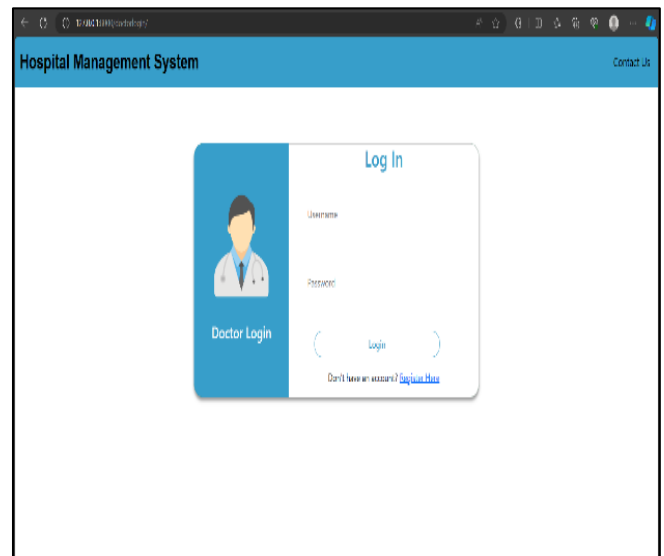 Hospital Management System
Contact Us
Log In
Username
Password
Doctor Login
Login
Don't have an account? Register Here